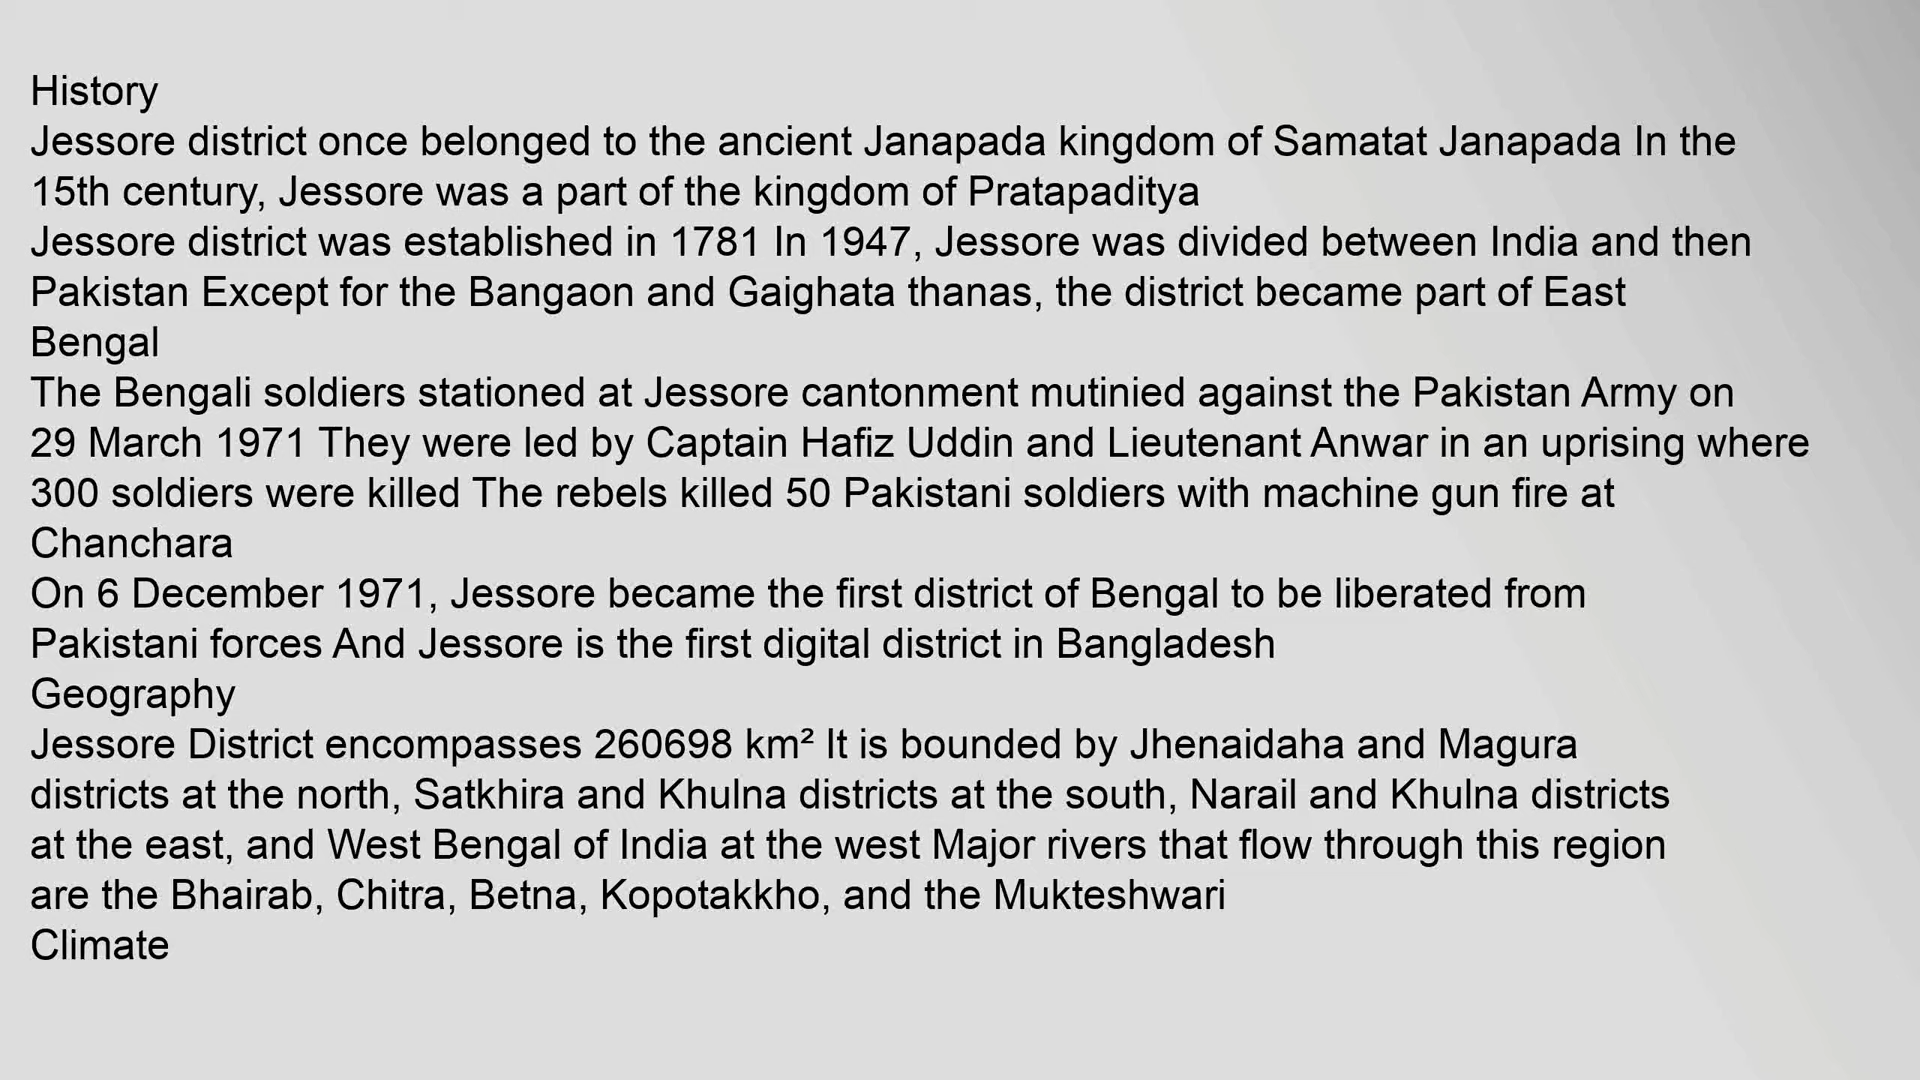 History
Jessore district once belonged to the ancient Janapada kingdom of Samatat Janapada In the
15th century, Jessore was a part of the kingdom of Pratapaditya
Jessore district was established in 1781 In 1947, Jessore was divided between India and then
Pakistan Except for the Bangaon and Gaighata thanas, the district became part of East
Bengal
The Bengali soldiers stationed at Jessore cantonment mutinied against the Pakistan Army on
29 March 1971 They were led by Captain Hafiz Uddin and Lieutenant Anwar in an uprising where
300 soldiers were killed The rebels killed 50 Pakistani soldiers with machine gun fire at
Chanchara
On 6 December 1971, Jessore became the first district of Bengal to be liberated from
Pakistani forces And Jessore is the first digital district in Bangladesh
Geography
Jessore District encompasses 260698 km² It is bounded by Jhenaidaha and Magura
districts at the north, Satkhira and Khulna districts at the south, Narail and Khulna districts
at the east, and West Bengal of India at the west Major rivers that flow through this region
are the Bhairab, Chitra, Betna, Kopotakkho, and the Mukteshwari
Climate